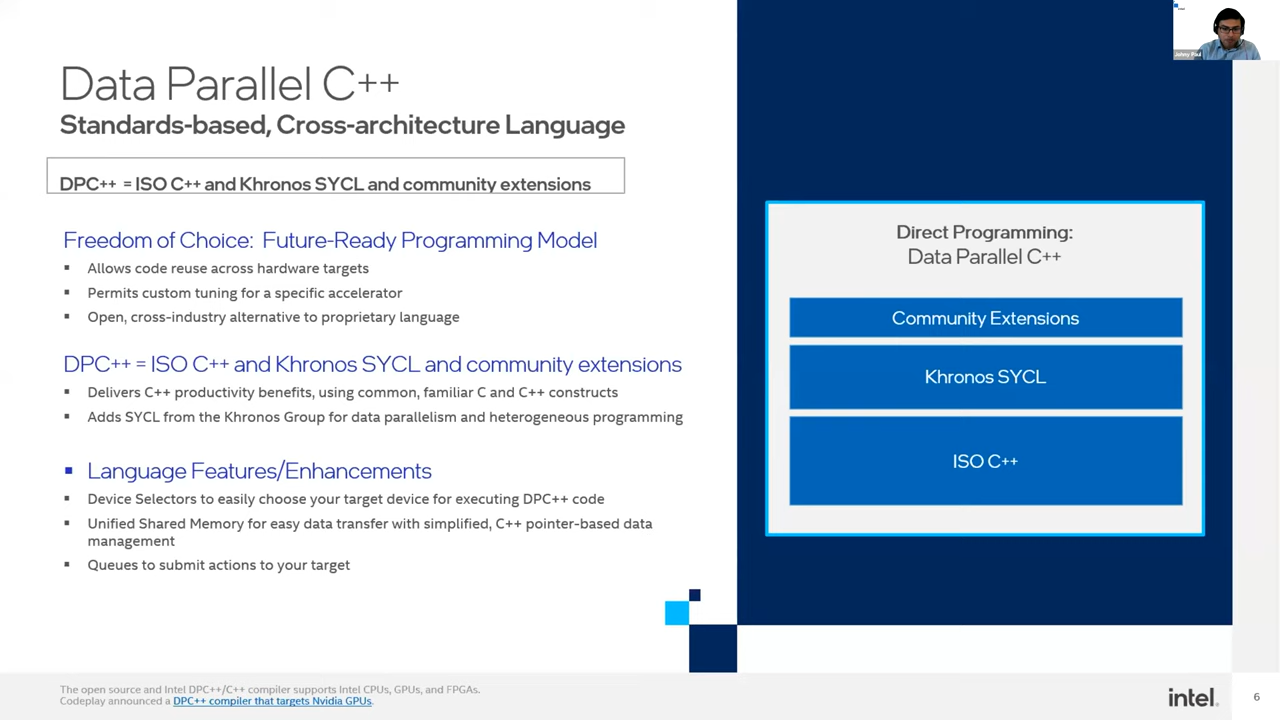 Data Parallel C++
Standards-based, Cross-architecture Language
DPC++ = ISO C++ and Khronos SYCL and community extensions
Freedom of Choice: Future-Ready Programming Model
▪ Allows code reuse across hardware targets
▪ Permits custom tuning for a specific accelerator
▪ Open, cross-industry alternative to proprietary language
DPC++ = ISO C++ and Khronos SYCL and community extensions
▪ Delivers C++ productivity benefits, using common, familiar C and C++ constructs
▪ Adds SYCL from the Khronos Group for data parallelism and heterogeneous programming
▪ Language Features/Enhancements
▪ Device Selectors to easily choose your target device for executing DPC++ code
▪ Unified Shared Memory for easy data transfer with simplified, C++ pointer-based data
management
▪ Queues to submit actions to your target
Direct Programming:
Data Parallel C++
Community Extensions
Khronos SYCL
ISO C++
Johny Paul
The open source and Intel DPC++/C++ compiler supports Intel CPUs, GPUs, and FPGAs.
Codeplay announced a DPC++ compiler that targets Nvidia GPUs.
intel.
6